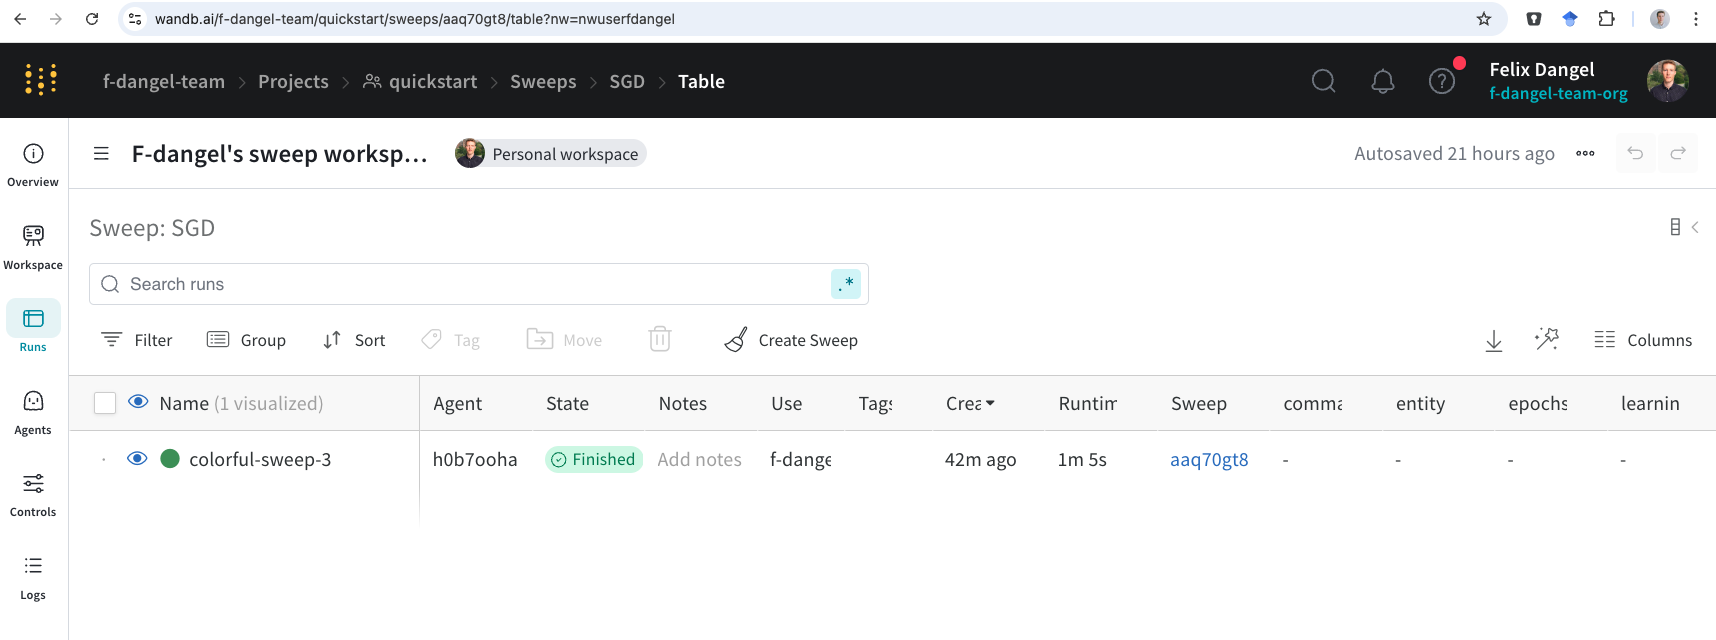 wandb.ai/f-dangel-team/quickstart/sweeps/aaq70gt8/table?nw=nwuserfdangel
f-dangel-team > Projects > quickstart > Sweeps > SGD > Table
Felix Dangel
f-dangel-team-org
F-dangel's sweep worksp...
Personal workspace
Autosaved 21 hours ago
Overview
Workspace
Runs
Agents
Controls
Logs
Sweep: SGD
Search runs
.*
Filter Group Sort Tag Move Create Sweep Columns
Name (1 visualized) Agent State Notes Use Tags Crea Runtim Sweep comma entity epochs learnin
colorful-sweep-3 h0b7ooha Finished Add notes f-dange 42m ago 1m 5s aaq70gt8 - - - -